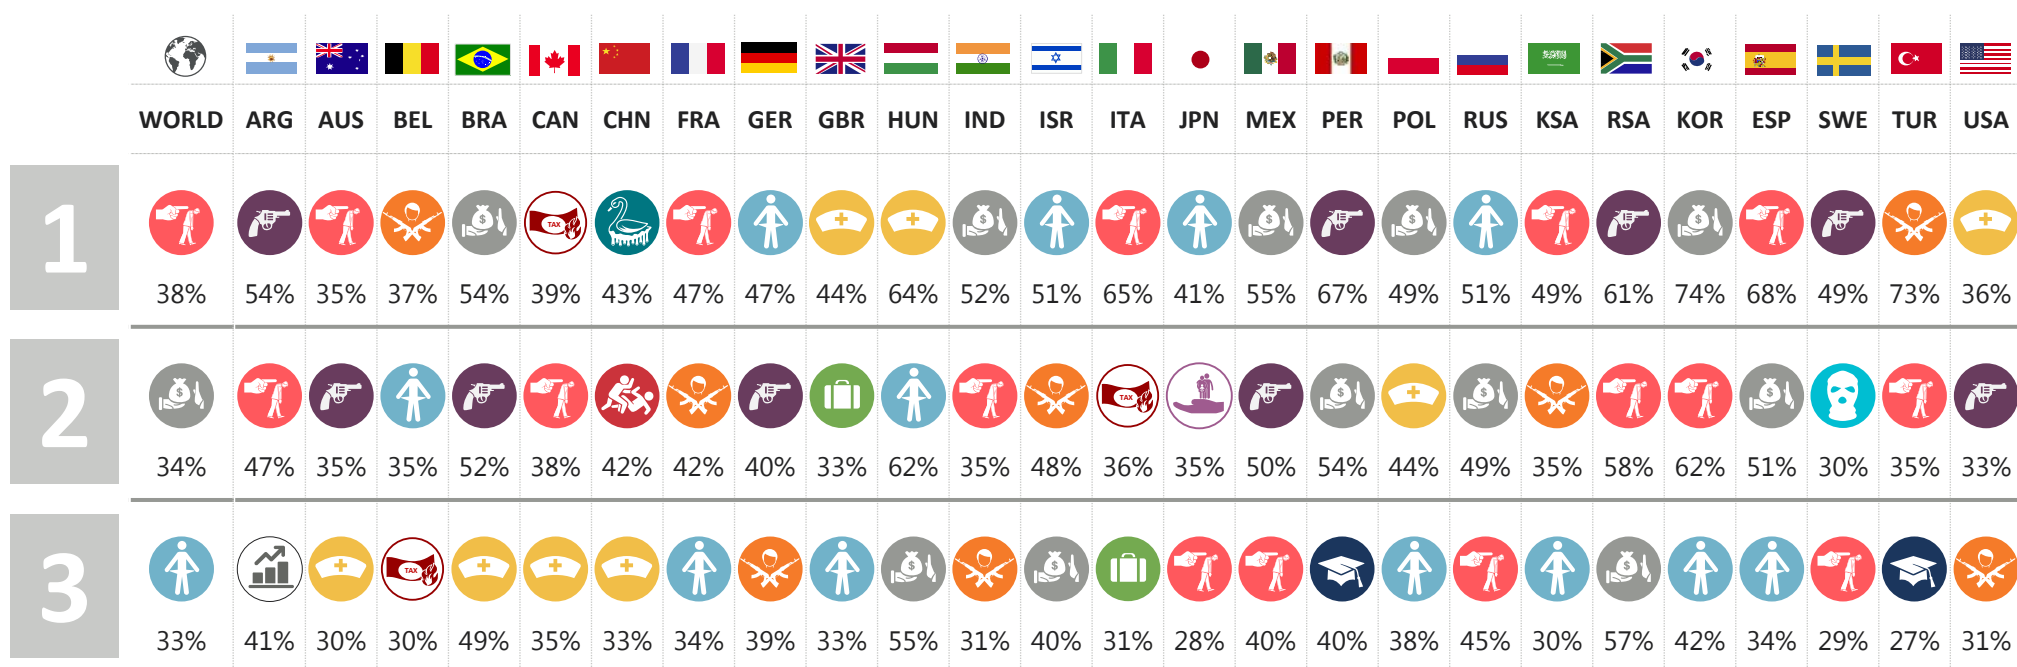 WORLD ARG AUS BEL BRA CAN CHN FRA GER GBR HUN IND ISR ITA JPN MEX PER POL RUS KSA RSA KOR ESP SWE TUR USA
1
$ TAX $ $ $ $
38% 54% 35% 37% 54% 39% 43% 47% 47% 44% 64% 52% 51% 65% 41% 55% 67% 49% 51% 49% 61% 74% 68% 49% 73% 36%
2
$ TAX $ $ $
34% 47% 35% 35% 52% 38% 42% 42% 40% 33% 62% 35% 48% 36% 35% 50% 54% 44% 49% 35% 58% 62% 51% 30% 35% 33%
3
TAX $ $ $
33% 41% 30% 30% 49% 35% 33% 34% 39% 33% 55% 31% 40% 31% 28% 40% 40% 38% 45% 30% 57% 42% 34% 29% 27% 31%